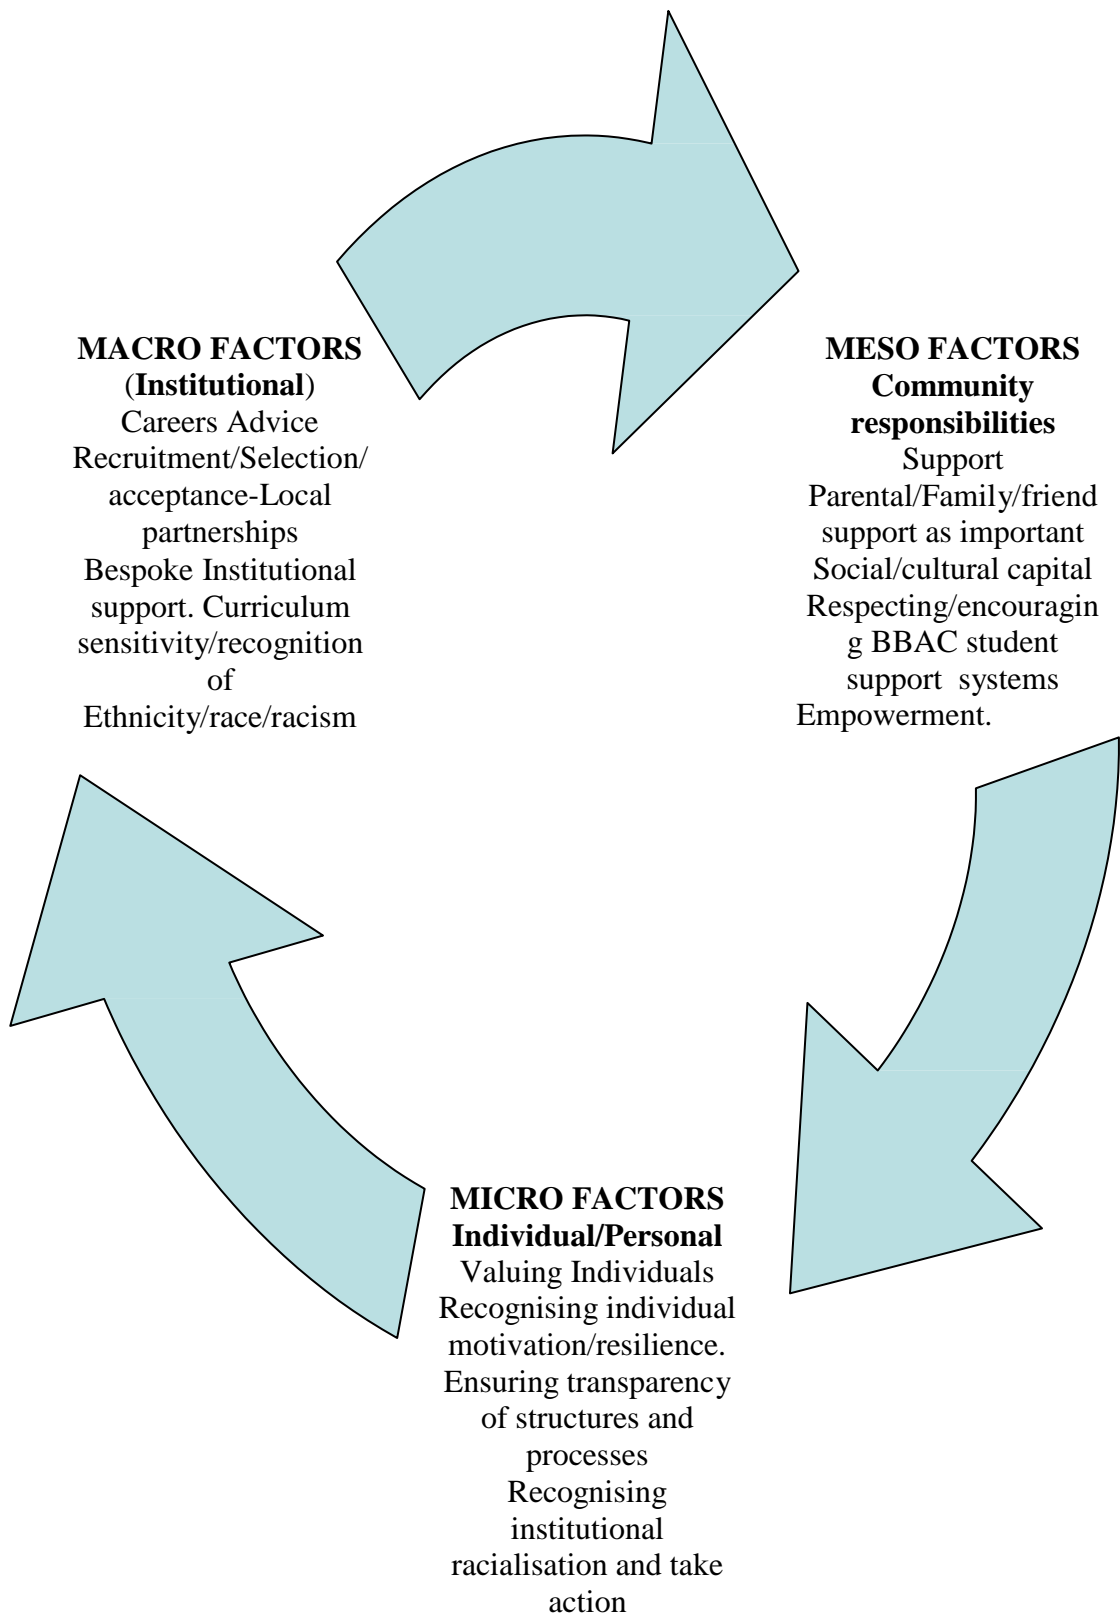 MACRO FACTORS
(Institutional)
Careers Advice
Recruitment/Selection/
acceptance-Local
partnerships
Bespoke Institutional
support. Curriculum
sensitivity/recognition
of
Ethnicity/race/racism
MESO FACTORS
Community
responsibilities
Support
Parental/Family/friend
support as important
Social/cultural capital
Respecting/encouragin
g BBAC student
support systems
Empowerment.
MICRO FACTORS
Individual/Personal
Valuing Individuals
Recognising individual
motivation/resilience.
Ensuring transparency
of structures and
processes
Recognising
institutional
racialisation and take
action